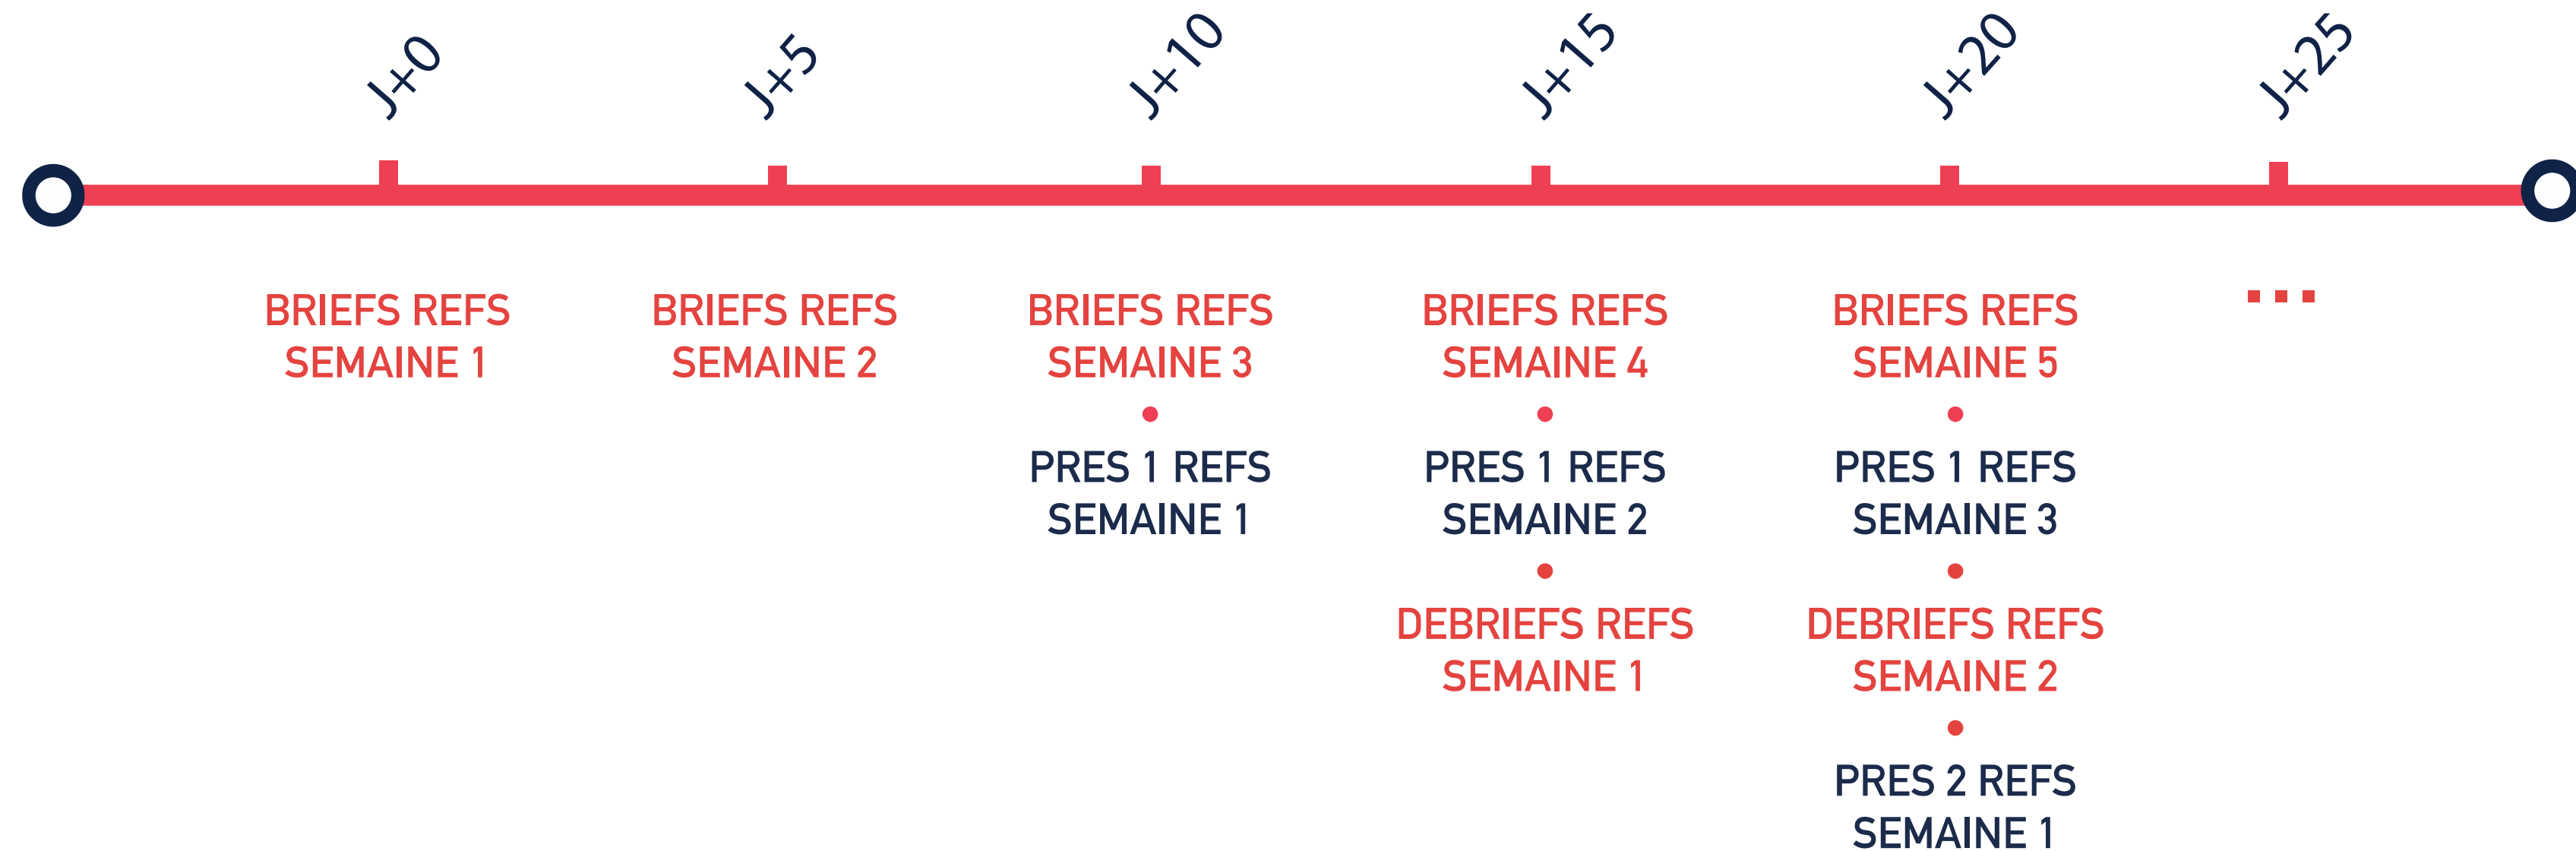 J+0
J+5
J+10
J+15
J+20
J+25
BRIEFS REFS
SEMAINE 1
BRIEFS REFS
SEMAINE 2
BRIEFS REFS
SEMAINE 3
PRES 1 REFS
SEMAINE 1
BRIEFS REFS
SEMAINE 4
PRES 1 REFS
SEMAINE 2
DEBRIEFS REFS
SEMAINE 1
BRIEFS REFS
SEMAINE 5
PRES 1 REFS
SEMAINE 3
DEBRIEFS REFS
SEMAINE 2
PRES 2 REFS
SEMAINE 1
...